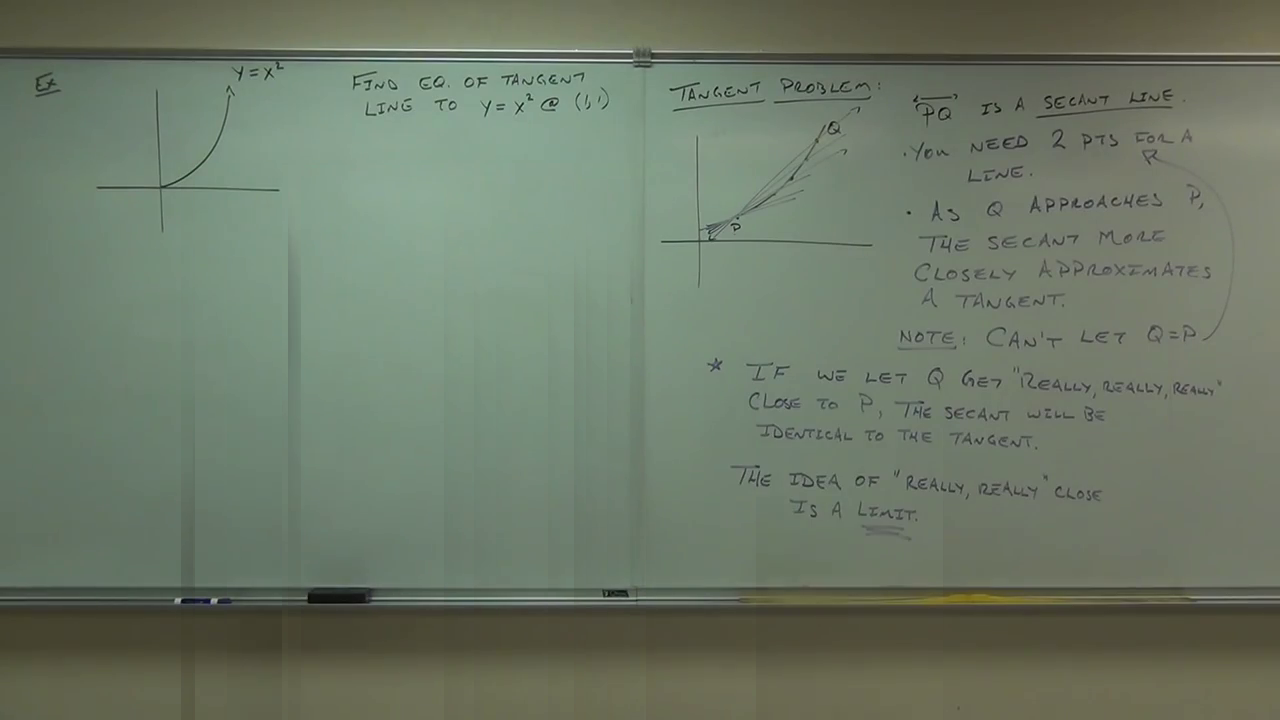 Ex
Y = X²
FIND EQ. OF TANGENT
LINE TO Y = X² @ (1,1)
TANGENT PROBLEM:
Q
P
PQ IS A SECANT LINE.
• YOU NEED 2 PTS FOR A
LINE.
• AS Q APPROACHES P,
THE SECANT MORE
CLOSELY APPROXIMATES
A TANGENT.
NOTE: CAN'T LET Q=P
* IF WE LET Q GET "REALLY, REALLY, REALLY"
CLOSE TO P, THE SECANT WILL BE
IDENTICAL TO THE TANGENT.
THE IDEA OF "REALLY, REALLY" CLOSE
IS A LIMIT.